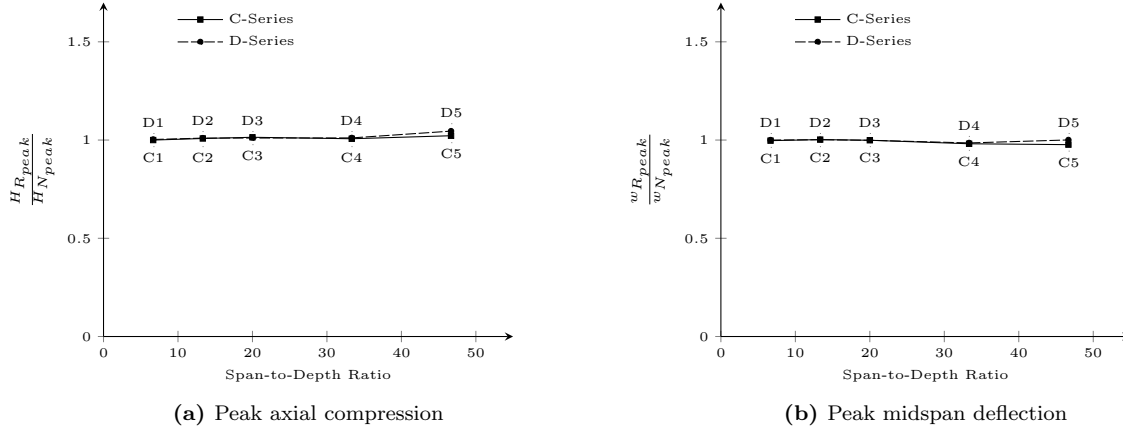 C-Series
D-Series
1.5
1
0.5
0
D1 D2 D3 D4 D5
C1 C2 C3 C4 C5
H_{R_{peak}}
H_{N_{peak}}
0 10 20 30 40 50
Span-to-Depth Ratio
(a) Peak axial compression
C-Series
D-Series
1.5
1
0.5
0
D1 D2 D3 D4 D5
C1 C2 C3 C4 C5
w_{R_{peak}}
w_{N_{peak}}
0 10 20 30 40 50
Span-to-Depth Ratio
(b) Peak midspan deflection